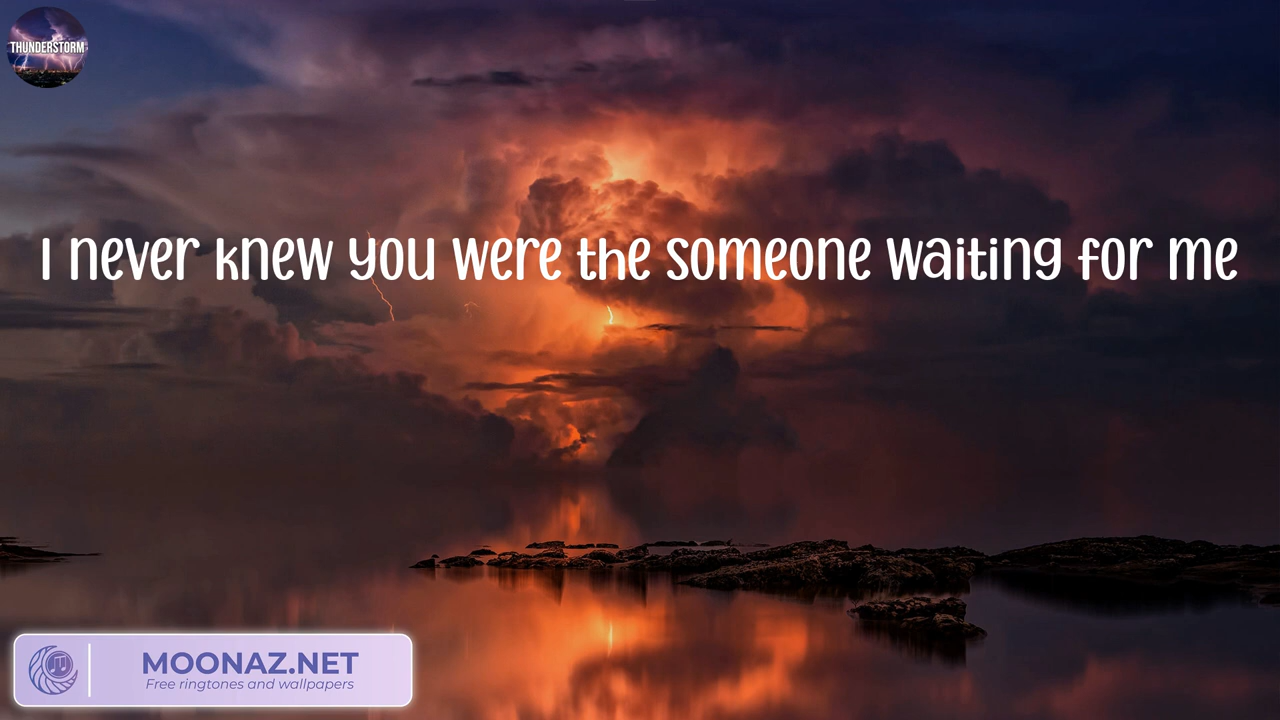 THUNDERSTORM
I never knew you were the someone waiting for me
MOONAZ.NET
Free ringtones and wallpapers